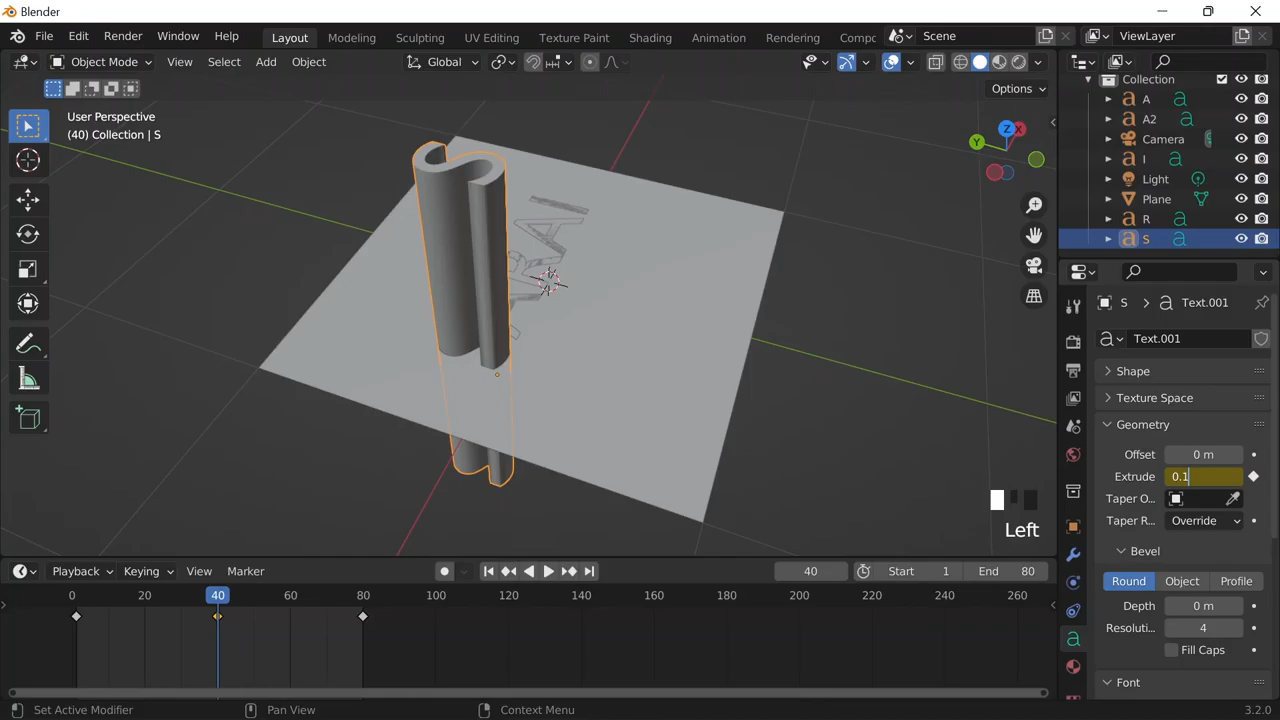 Blender
File Edit Render Window Help Layout Modeling Sculpting UV Editing Texture Paint Shading Animation Rendering Compc Scene ViewLayer
Object Mode View Select Add Object Global
Options
User Perspective
(40) Collection | S
Z
X
Y
Left
Collection
A
A2
Camera
I
Light
Plane
R
S
S Text.001
Text.001
Shape
Texture Space
Geometry
Offset 0 m
Extrude 0.1
Taper O...
Taper R... Override
Bevel
Round Object Profile
Depth 0 m
Resoluti... 4
Fill Caps
Font
Playback Keying View Marker 40 Start 1 End 80
0 20 40 60 80 100 120 140 160 180 200 220 240 260
Set Active Modifier Pan View Context Menu 3.2.0